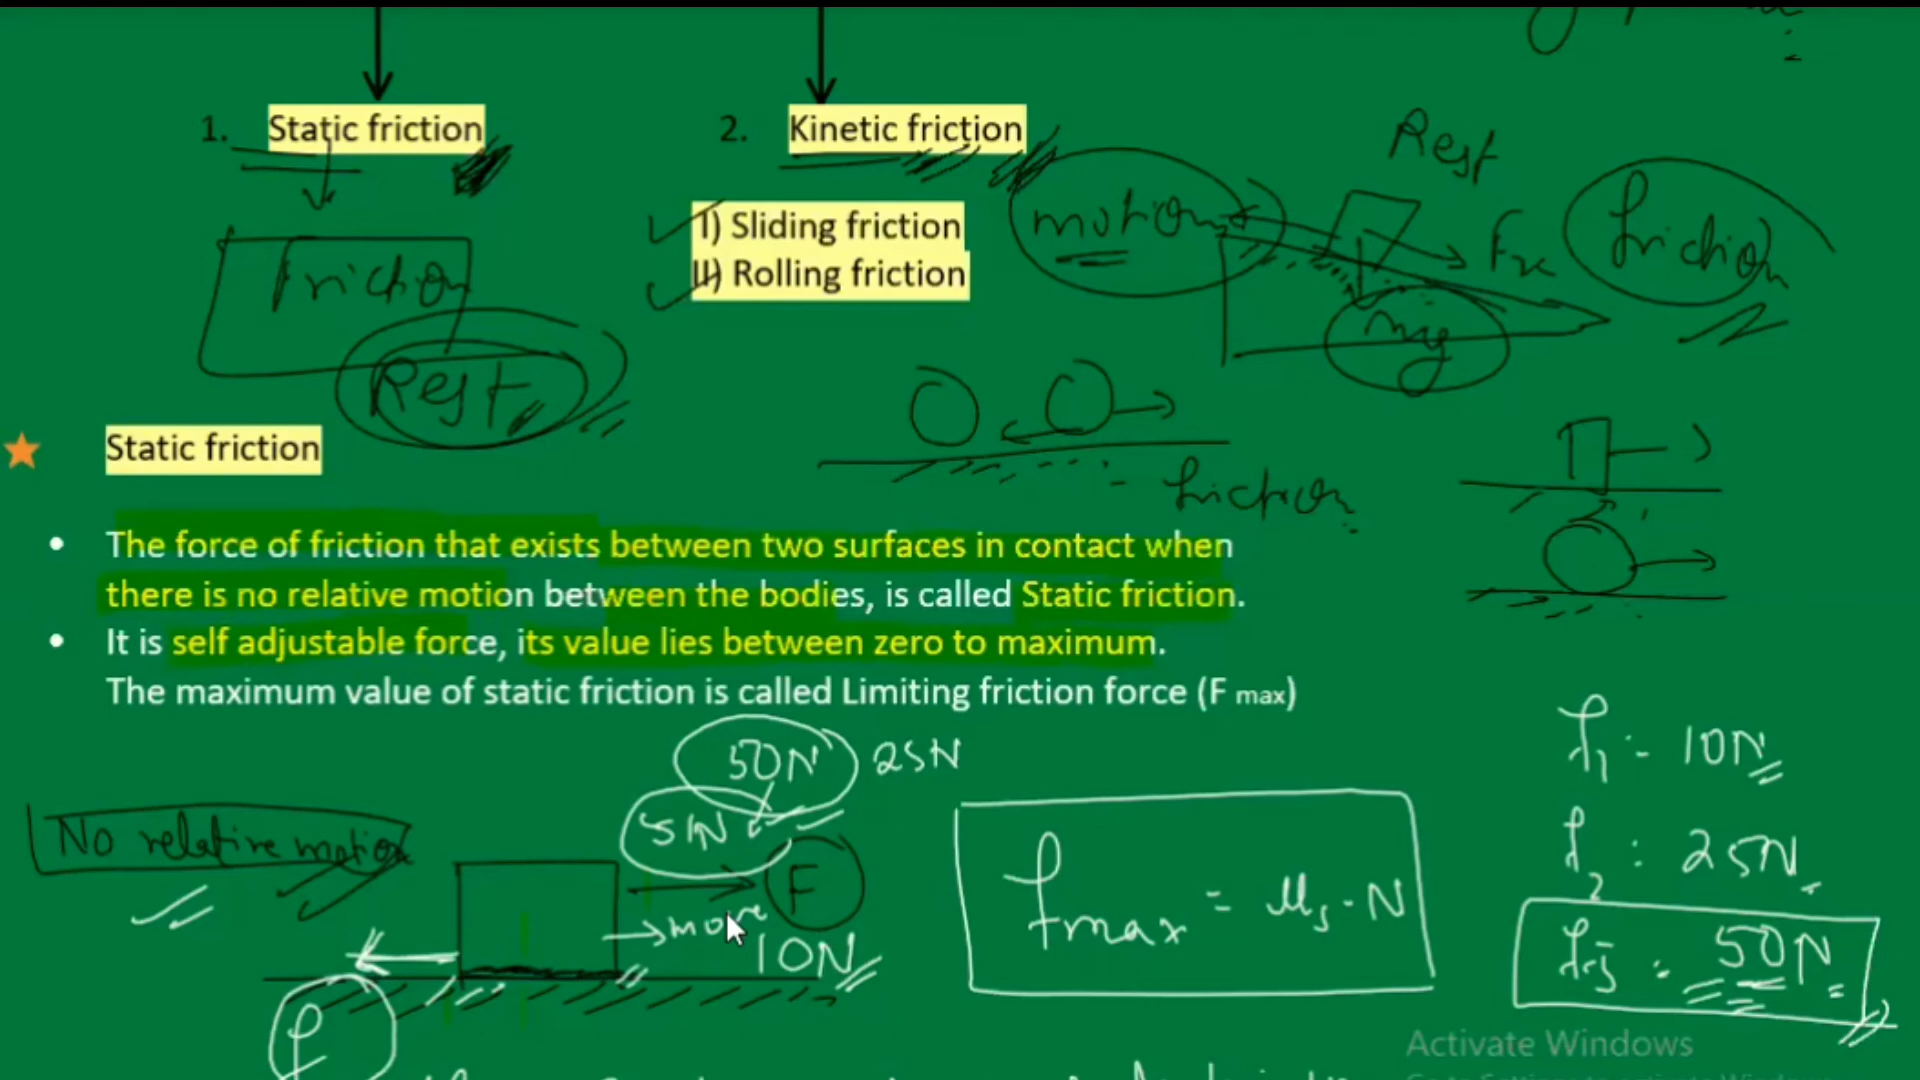 1. Static friction
2. Kinetic friction
Rest
I) Sliding friction
II) Rolling friction
motion
Fx
friction
mg
Friction
Rest
friction
Static friction
• The force of friction that exists between two surfaces in contact when
there is no relative motion between the bodies, is called Static friction.
• It is self adjustable force, its value lies between zero to maximum.
The maximum value of static friction is called Limiting friction force (F max)
50N 25N
51N
No relative motion
F
→ more
10N
f
fmax = μs . N
f1 :- 10N
f2 : 25N
f3 : 50N
Activate Windows